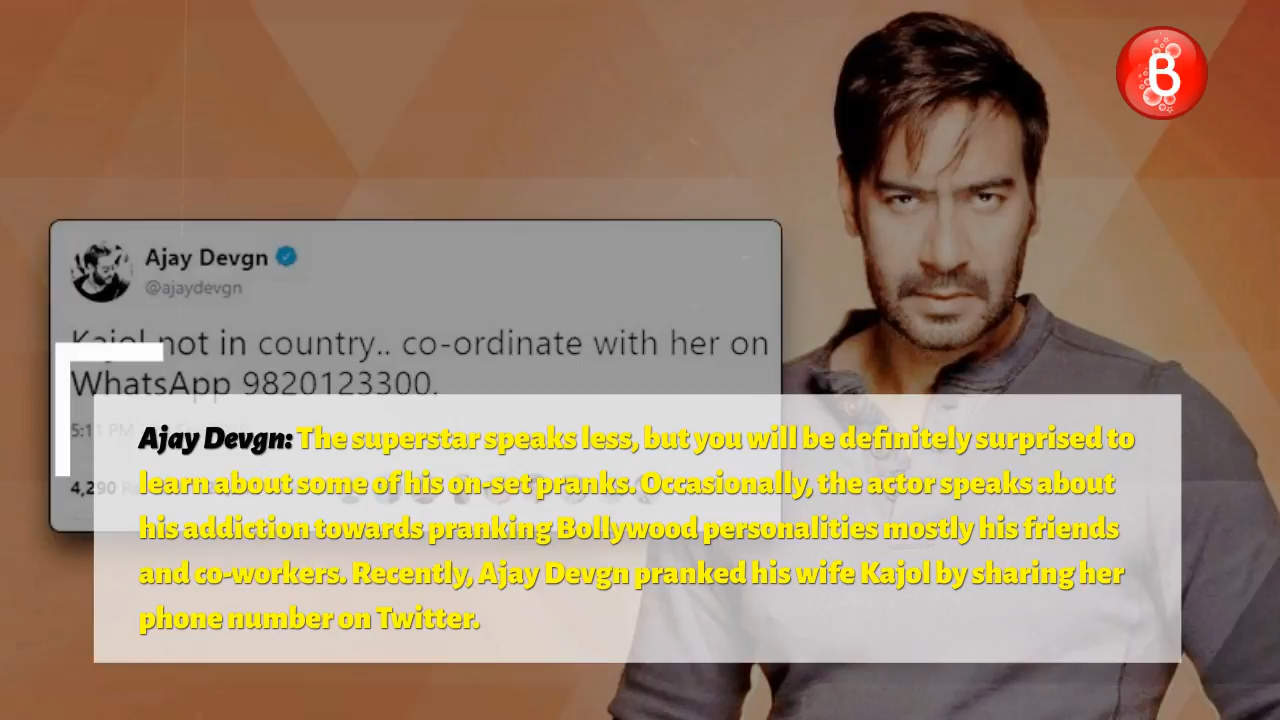 B
Ajay Devgn
@ajaydevgn
Kajol not in country.. co-ordinate with her on
WhatsApp 9820123300.
5:11 PM
4,290
Ajay Devgn: The superstar speaks less, but you will be definitely surprised to
learn about some of his on-set pranks. Occasionally, the actor speaks about
his addiction towards pranking Bollywood personalities mostly his friends
and co-workers. Recently, Ajay Devgn pranked his wife Kajol by sharing her
phone number on Twitter.